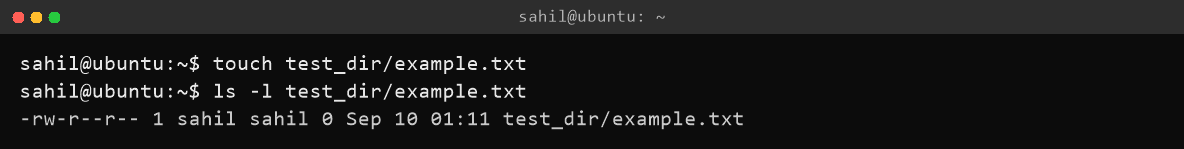 sahil@ubuntu: ~
sahil@ubuntu:~$ touch test_dir/example.txt
sahil@ubuntu:~$ ls -l test_dir/example.txt
-rw-r--r-- 1 sahil sahil 0 Sep 10 01:11 test_dir/example.txt